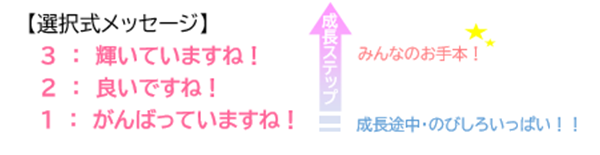 【選択式メッセージ】
3 : 輝いていますね！
2 : 良いですね！
1 : がんばっていますね！
成長ステップ
みんなのお手本！
成長途中・のびしろいっぱい！！